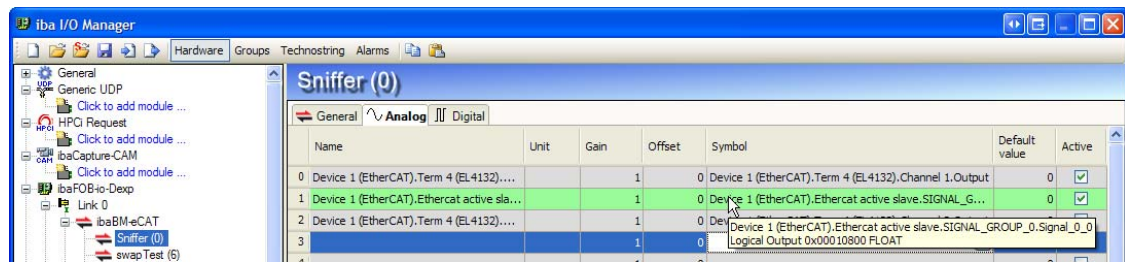 iba I/O Manager
Hardware Groups Technostring Alarms
General
Generic UDP
Click to add module ...
HPCi Request
Click to add module ...
ibaCapture-CAM
Click to add module ...
ibaFOB-io-Dexp
Link 0
ibaBM-eCAT
Sniffer (0)
swapTest (6)
Sniffer (0)
General Analog Digital
Name Unit Gain Offset Symbol Default value Active
0 Device 1 (EtherCAT).Term 4 (EL4132).... 1 0 Device 1 (EtherCAT).Term 4 (EL4132).Channel 1.Output 0
1 Device 1 (EtherCAT).Ethercat active sla... 1 0 Device 1 (EtherCAT).Ethercat active slave.SIGNAL_G... 0
2 Device 1 (EtherCAT).Term 4 (EL4132).... 1 0 Dev
Device 1 (EtherCAT).Ethercat active slave.SIGNAL_GROUP_0.Signal_0_0
Logical Output 0x00010800 FLOAT
3 1 0